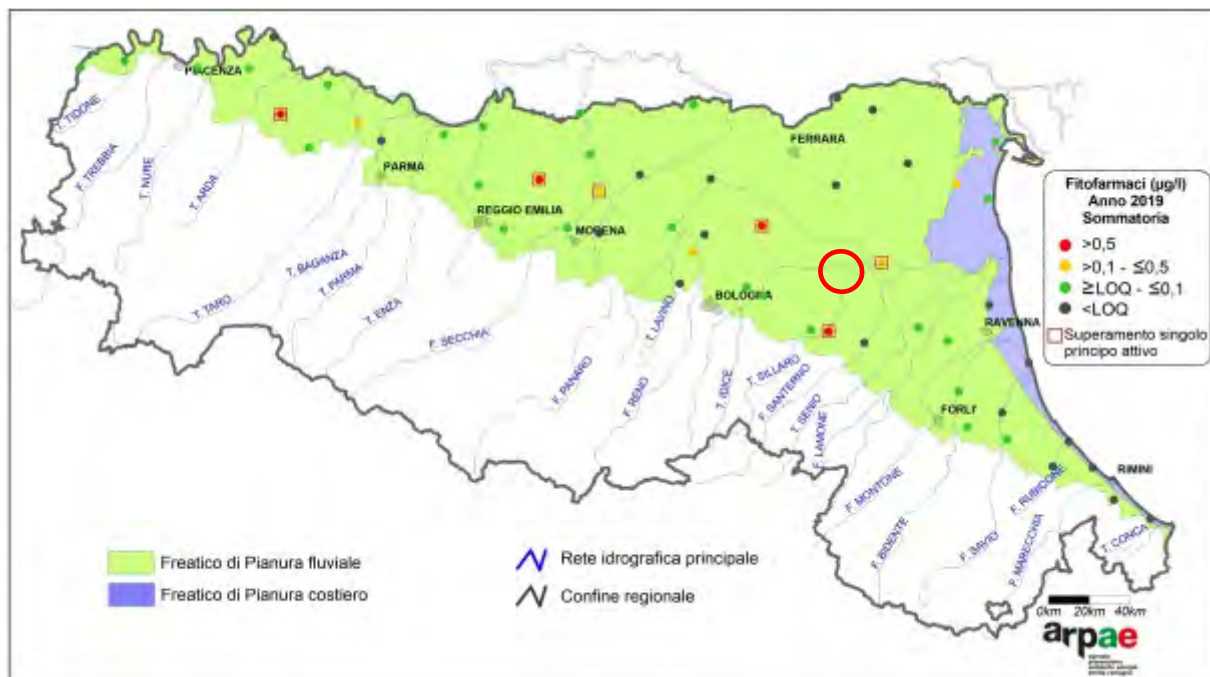 PIACENZA
T. TIDONE
F. TREBBIA
T. NURE
T. ARDA
PARMA
REGGIO EMILIA
MODENA
FERRARA
BOLOGNA
RAVENNA
FORLI'
RIMINI
T. TARO
T. BAGANZA
T. PARMA
T. ENZA
F. SECCHIA
F. PANARO
F. RENO
T. LAVINO
T. IDICE
T. SILLARO
F. SANTERNO
T. SENIO
F. LAMONE
F. MONTONE
F. BIDENTE
F. SAVIO
F. RUBICONE
F. MARECCHIA
T. CONCA
Fitofarmaci (µg/l)
Anno 2019
Sommatoria
>0,5
>0,1 - ≤0,5
≥LOQ - ≤0,1
<LOQ
Superamento singolo
principo attivo
Freatico di Pianura fluviale
Freatico di Pianura costiero
Rete idrografica principale
Confine regionale
0km 20km 40km
arpae